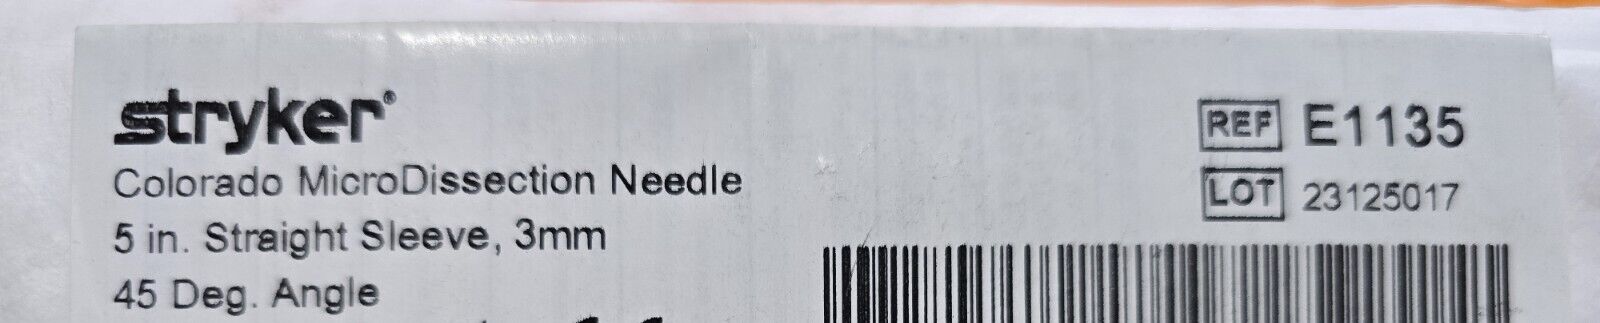 stryker®
Colorado MicroDissection Needle
5 in. Straight Sleeve, 3mm
45 Deg. Angle
REF E1135
LOT 23125017